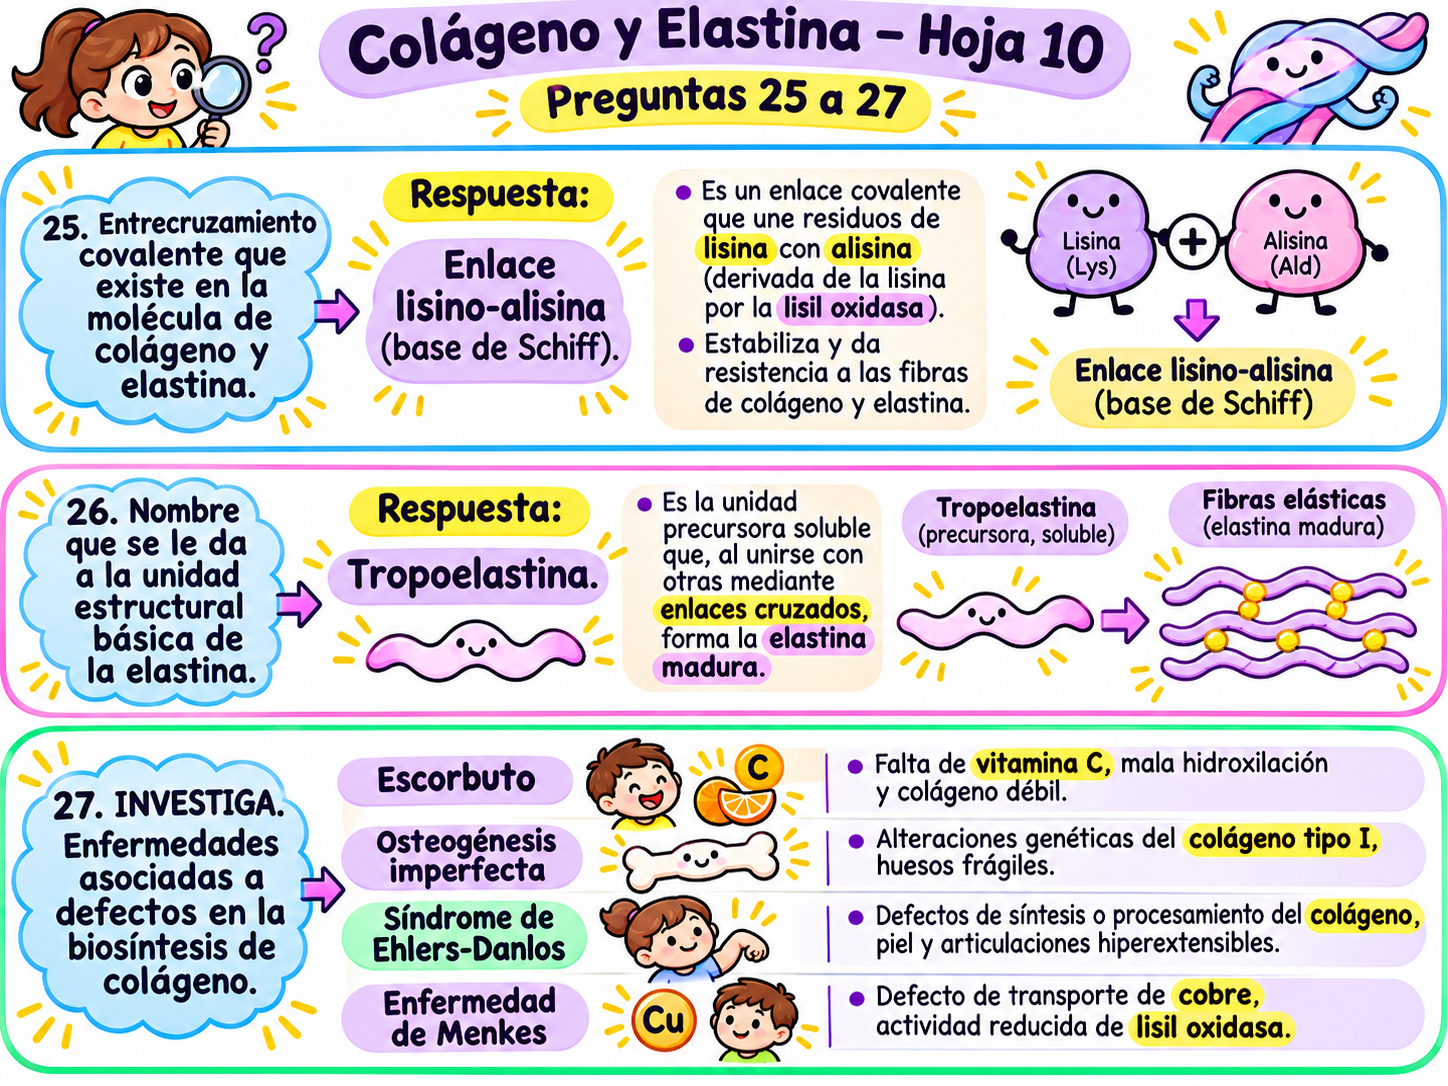 Colágeno y Elastina – Hoja 10
Preguntas 25 a 27
?
25. Entrecruzamiento
covalente que
existe en la
molécula de
colágeno y
elastina.
Respuesta:
Enlace
lisino-alisina
(base de Schiff).
• Es un enlace covalente
que une residuos de
lisina con alisina
(derivada de la lisina
por la lisil oxidasa).
• Estabiliza y da
resistencia a las fibras
de colágeno y elastina.
Lisina
(Lys)
+
Alisina
(Ald)
Enlace lisino-alisina
(base de Schiff)
26. Nombre
que se le da
a la unidad
estructural
básica de
la elastina.
Respuesta:
Tropoelastina.
• Es la unidad
precursora soluble
que, al unirse con
otras mediante
enlaces cruzados,
forma la elastina
madura.
Tropoelastina
(precursora, soluble)
Fibras elásticas
(elastina madura)
27. INVESTIGA.
Enfermedades
asociadas a
defectos en la
biosíntesis de
colágeno.
Escorbuto
C
• Falta de vitamina C, mala hidroxilación
y colágeno débil.
Osteogénesis
imperfecta
• Alteraciones genéticas del colágeno tipo I,
huesos frágiles.
Síndrome de
Ehlers-Danlos
• Defectos de síntesis o procesamiento del colágeno,
piel y articulaciones hiperextensibles.
Enfermedad
de Menkes
Cu
• Defecto de transporte de cobre,
actividad reducida de lisil oxidasa.